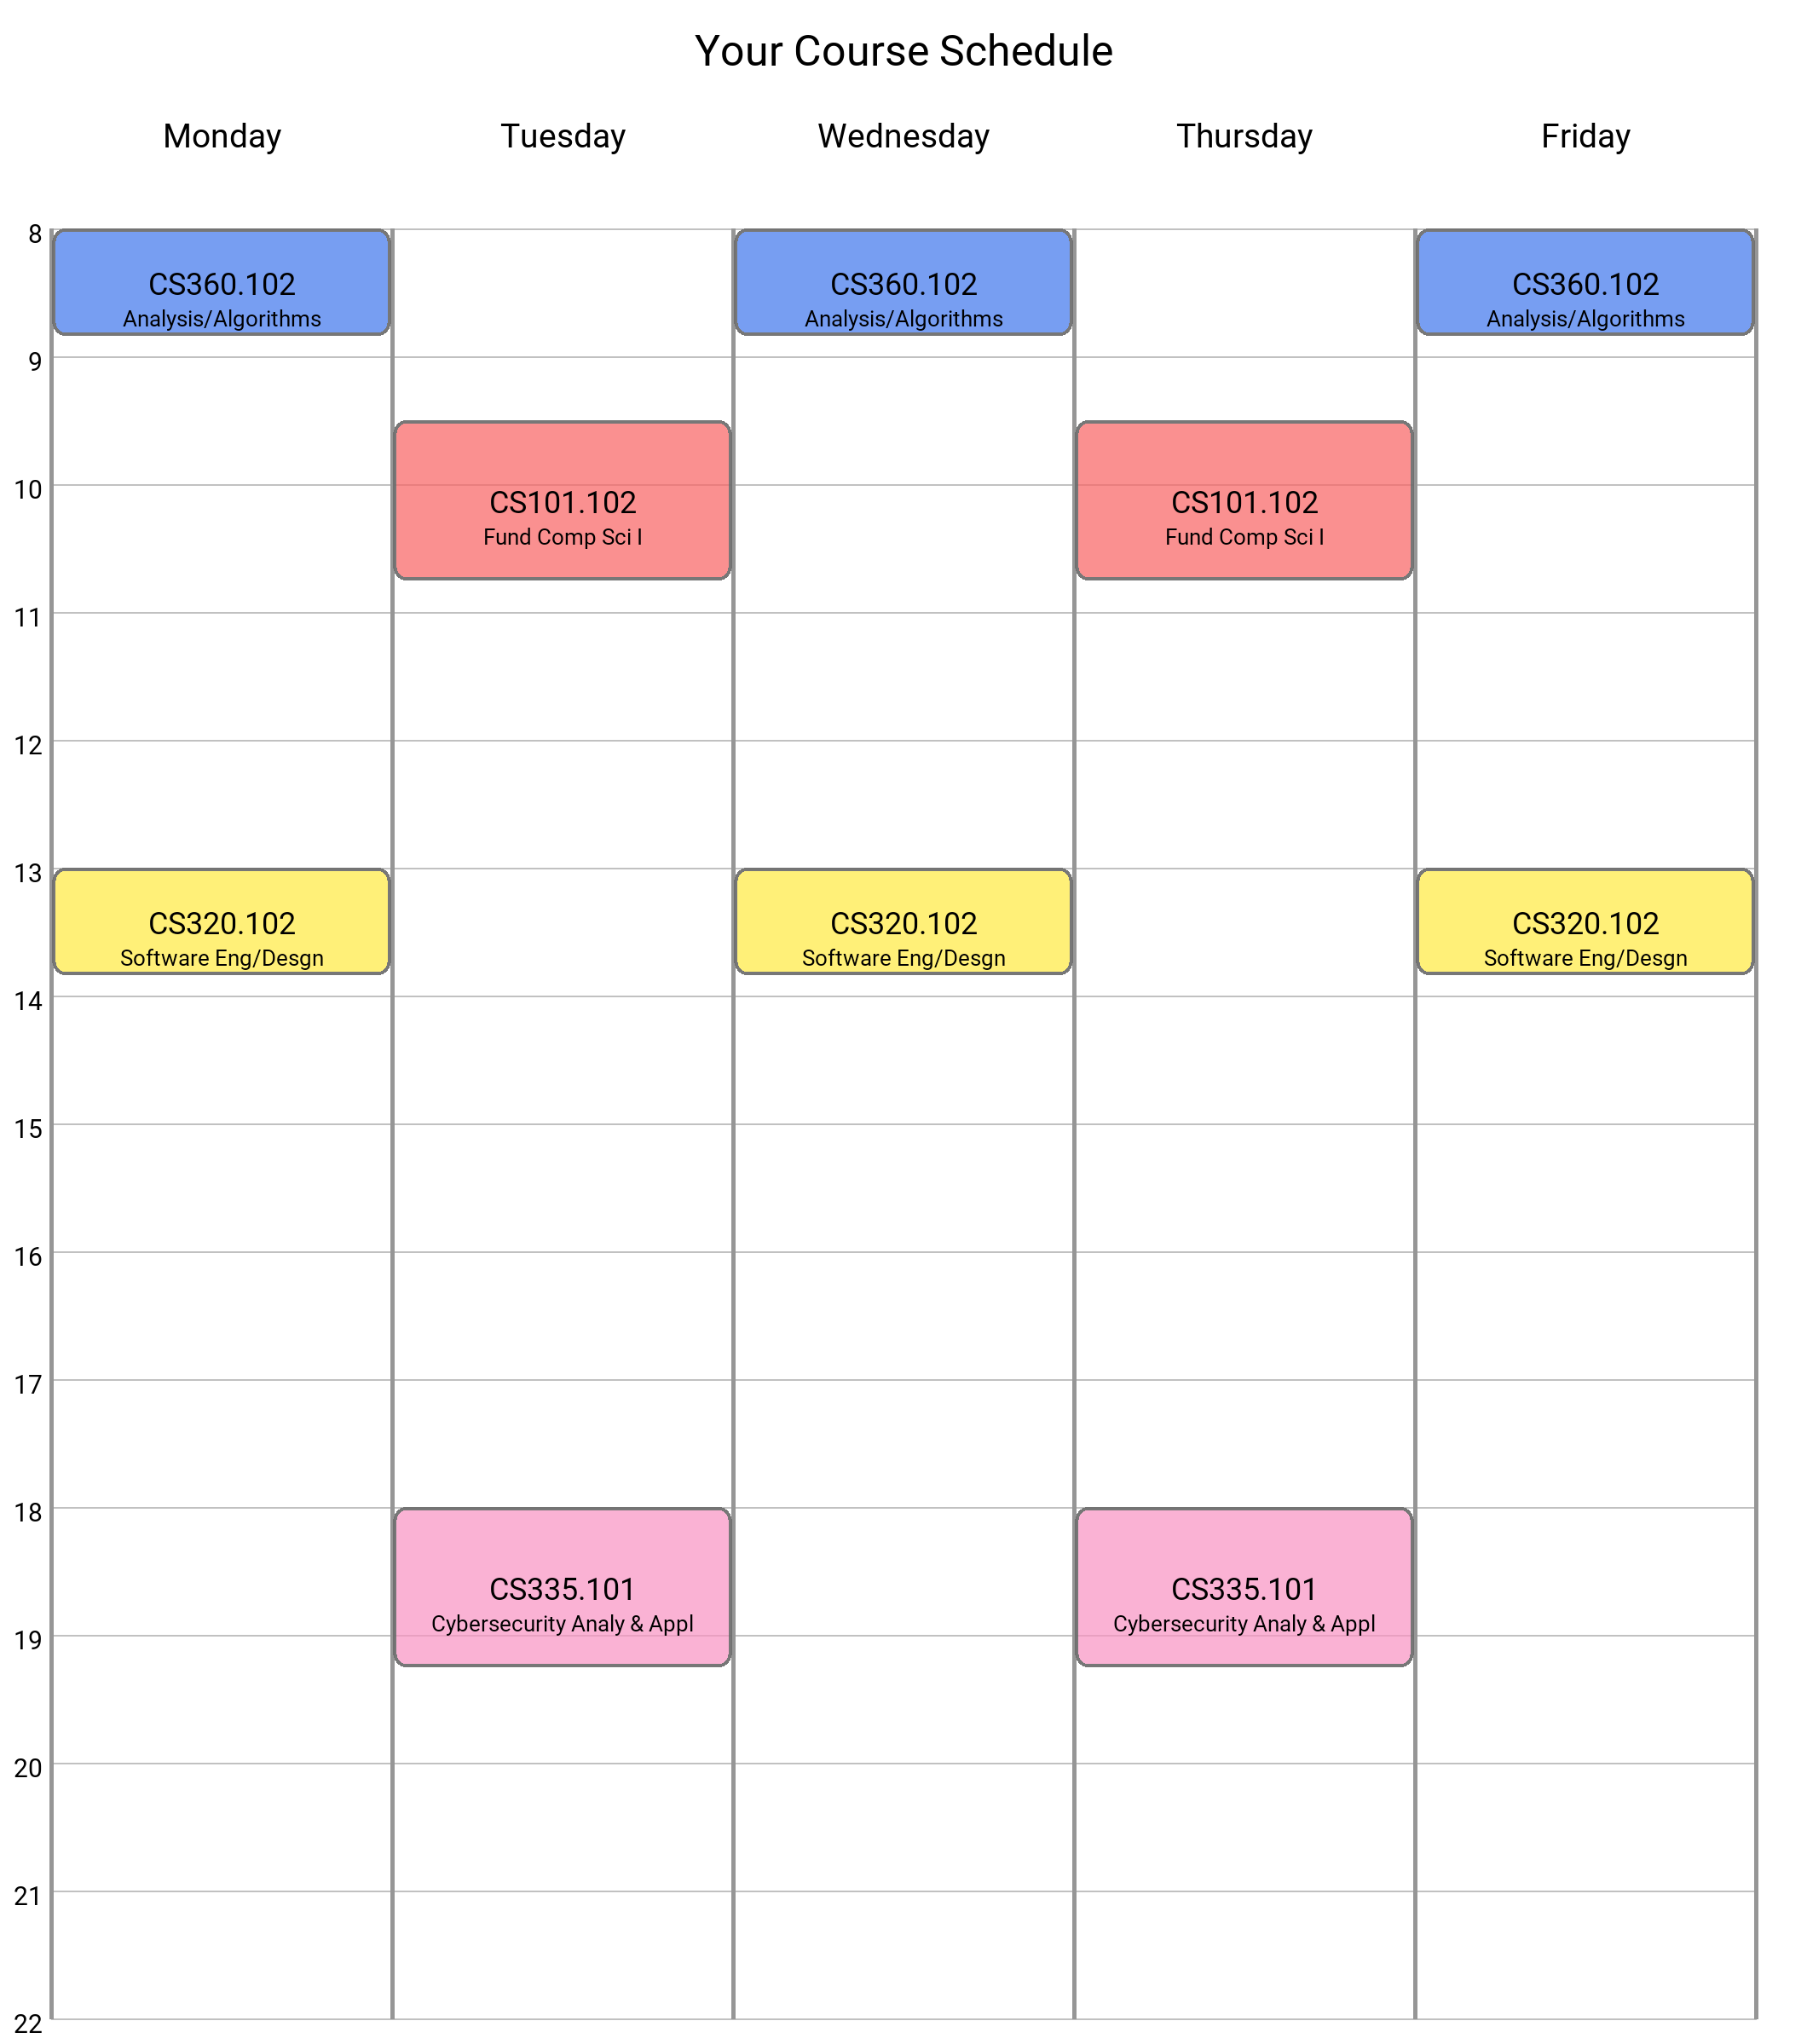 Your Course Schedule
Monday Tuesday Wednesday Thursday Friday
8
CS360.102 CS360.102 CS360.102
Analysis/Algorithms Analysis/Algorithms Analysis/Algorithms
9
10
CS101.102 CS101.102
Fund Comp Sci I Fund Comp Sci I
11
12
13
CS320.102 CS320.102 CS320.102
Software Eng/Desgn Software Eng/Desgn Software Eng/Desgn
14
15
16
17
18
CS335.101 CS335.101
Cybersecurity Analy & Appl Cybersecurity Analy & Appl
19
20
21
22